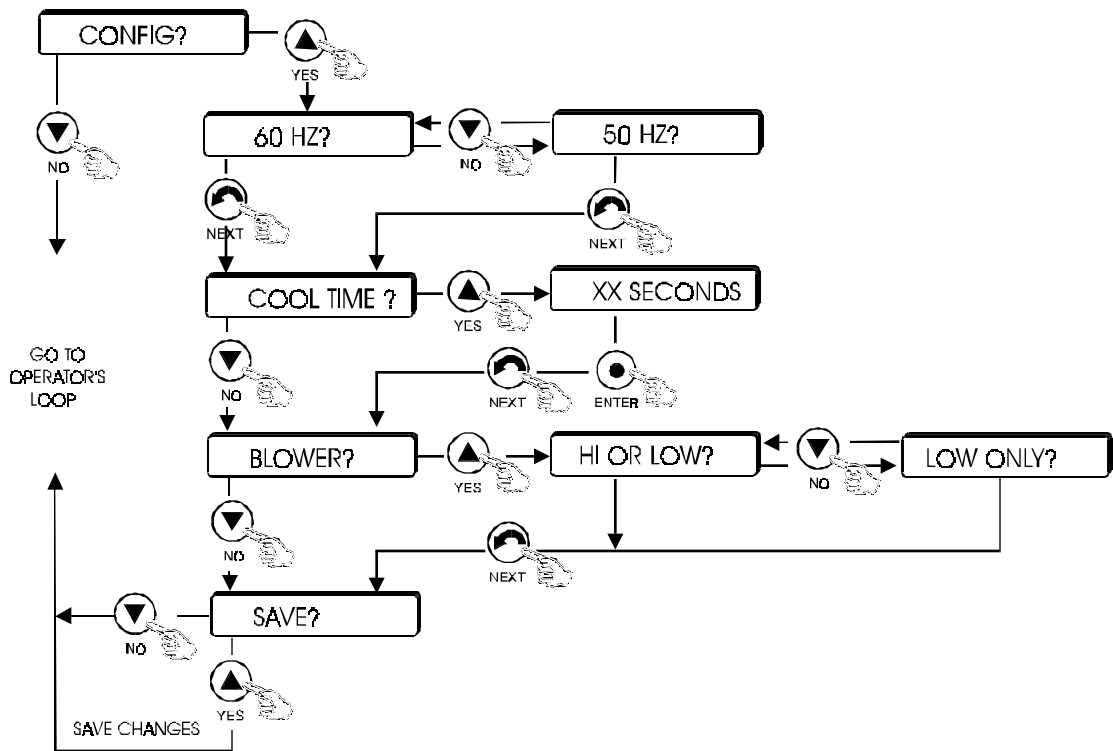 CONFIG?
YES
NO
60 HZ?
NO
50 HZ?
NEXT
NEXT
COOL TIME ?
YES
XX SECONDS
GO TO
OPERATOR'S
LOOP
NO
NEXT
ENTER
BLOWER?
YES
HI OR LOW?
NO
LOW ONLY?
NO
NEXT
SAVE?
NO
YES
SAVE CHANGES